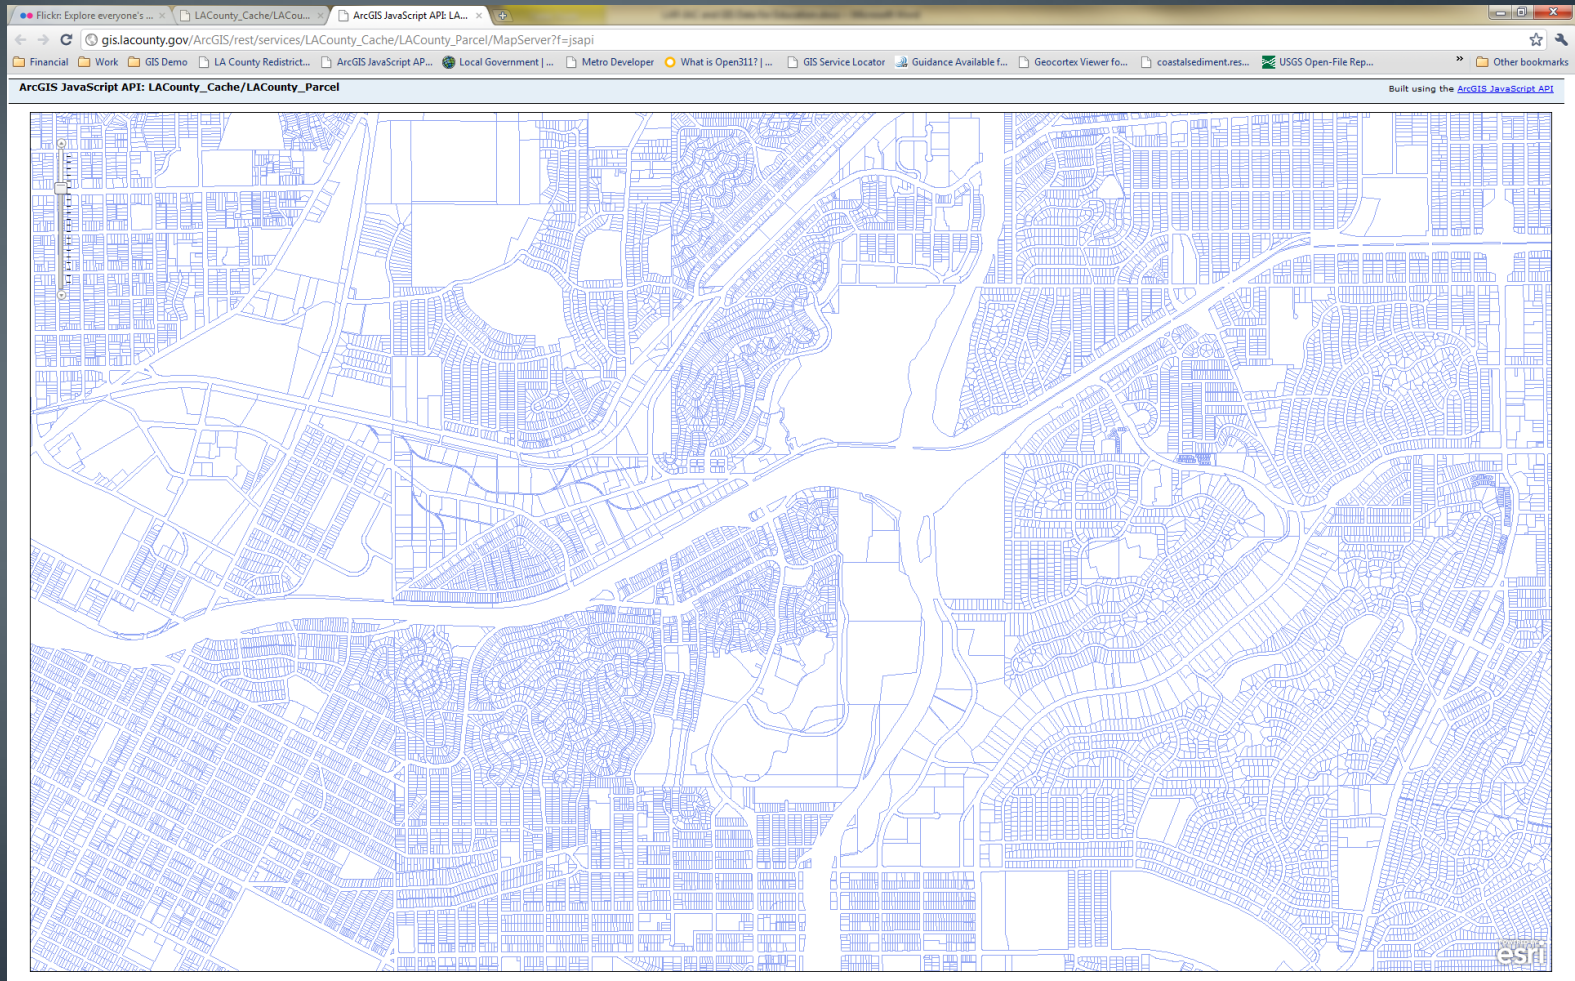 Flickr: Explore everyone's ...
LACounty_Cache/LACou...
ArcGIS JavaScript API: LA...
gis.lacounty.gov/ArcGIS/rest/services/LACounty_Cache/LACounty_Parcel/MapServer?f=jsapi
Financial Work GIS Demo LA County Redistrict... ArcGIS JavaScript AP... Local Government | ... Metro Developer What is Open311? | ... GIS Service Locator Guidance Available f... Geocortex Viewer fo... coastalsediment.res... USGS Open-File Rep... » Other bookmarks
ArcGIS JavaScript API: LACounty_Cache/LACounty_Parcel
Built using the ArcGIS JavaScript API
esri